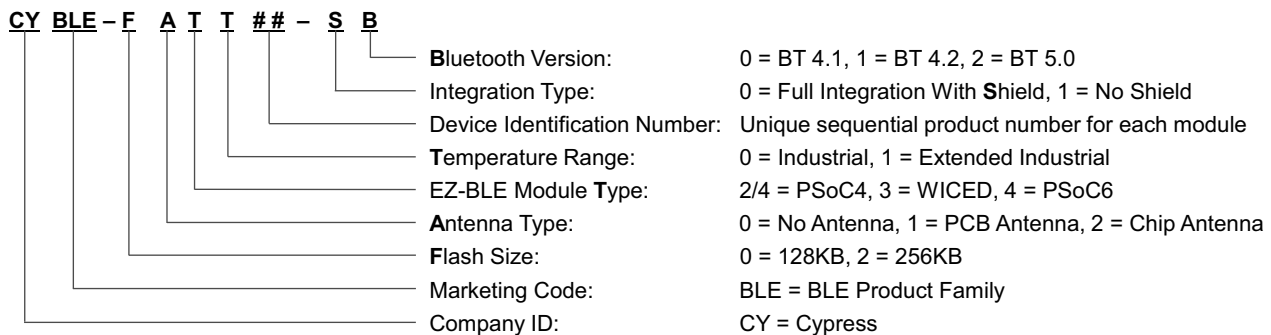 CY BLE – F A T T ## – S B
Bluetooth Version: 0 = BT 4.1, 1 = BT 4.2, 2 = BT 5.0
Integration Type: 0 = Full Integration With Shield, 1 = No Shield
Device Identification Number: Unique sequential product number for each module
Temperature Range: 0 = Industrial, 1 = Extended Industrial
EZ-BLE Module Type: 2/4 = PSoC4, 3 = WICED, 4 = PSoC6
Antenna Type: 0 = No Antenna, 1 = PCB Antenna, 2 = Chip Antenna
Flash Size: 0 = 128KB, 2 = 256KB
Marketing Code: BLE = BLE Product Family
Company ID: CY = Cypress